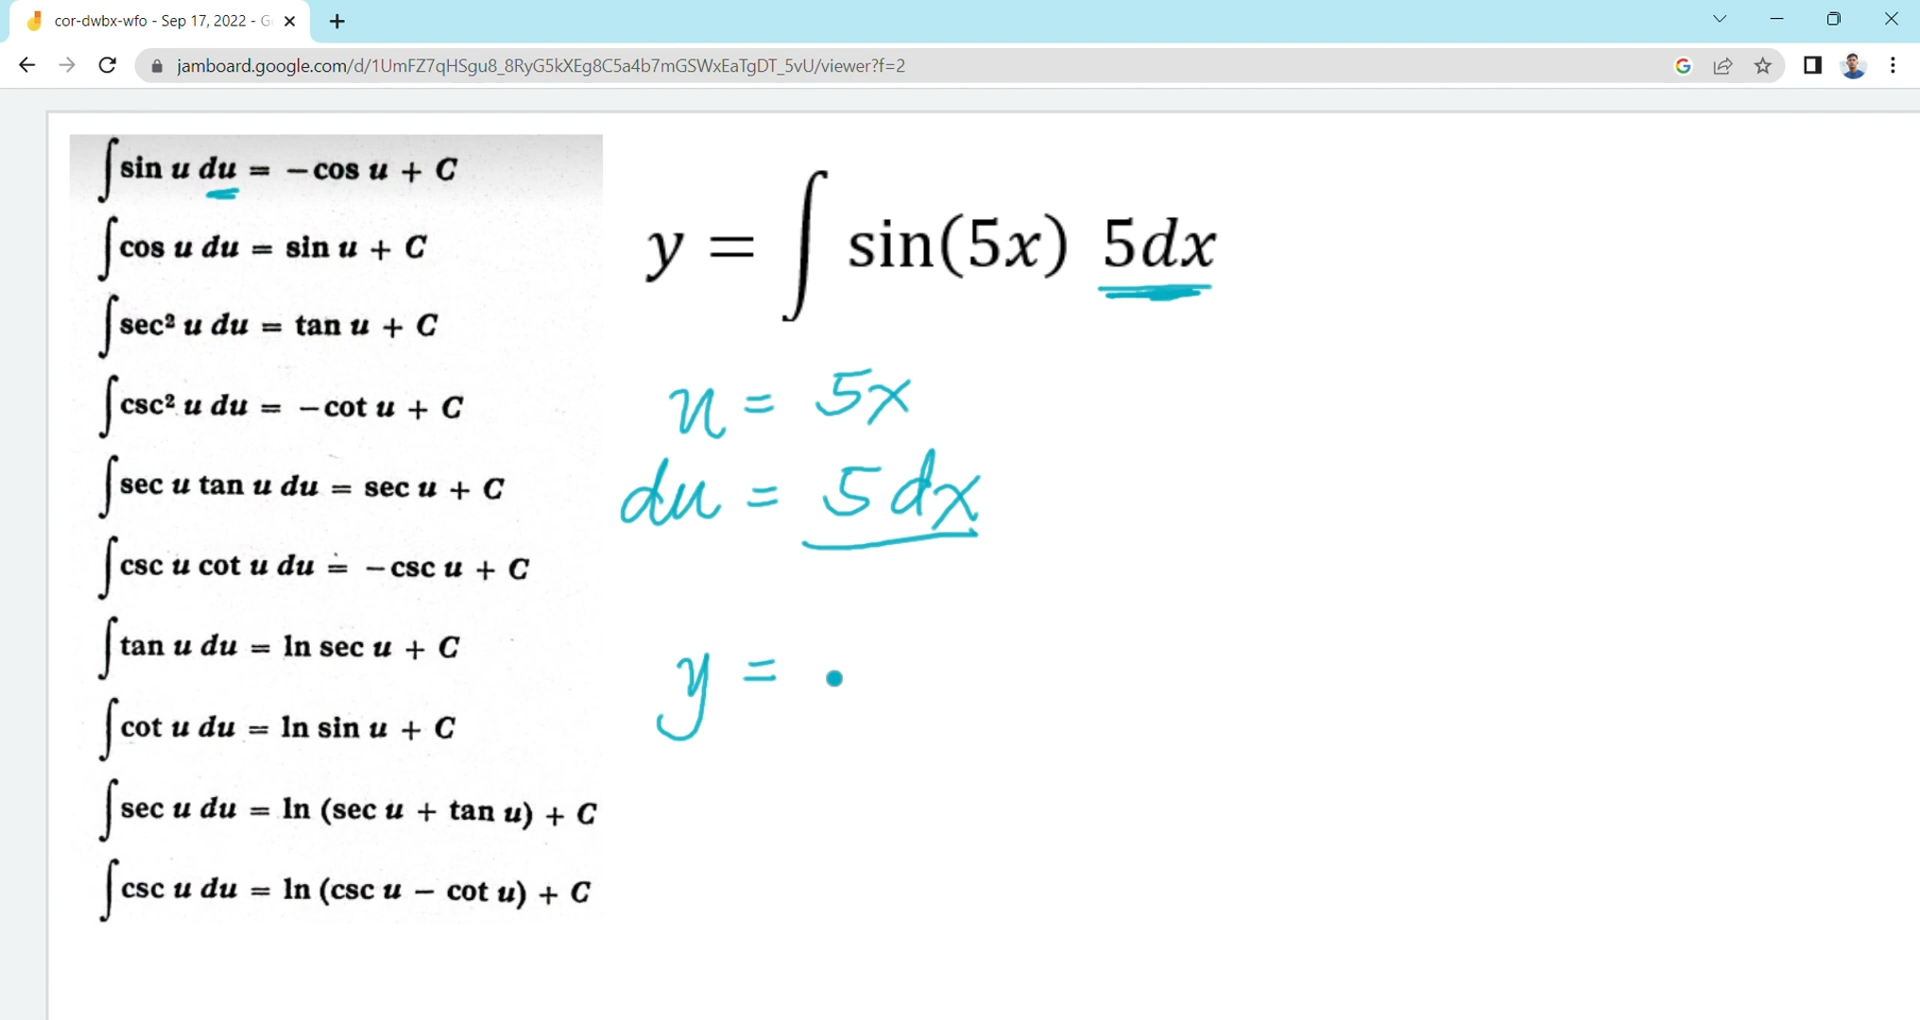 cor-dwbx-wfo - Sep 17, 2022 - G
jamboard.google.com/d/1UmFZ7qHSgu8_8RyG5kXEg8C5a4b7mGSWxEaTgDT_5vU/viewer?f=2
∫ sin u du = −cos u + C
∫ cos u du = sin u + C
∫ sec² u du = tan u + C
∫ csc² u du = −cot u + C
∫ sec u tan u du = sec u + C
∫ csc u cot u du = −csc u + C
∫ tan u du = ln sec u + C
∫ cot u du = ln sin u + C
∫ sec u du = ln (sec u + tan u) + C
∫ csc u du = ln (csc u − cot u) + C
y = ∫ sin(5x) 5dx
u = 5x
du = 5dx
y =